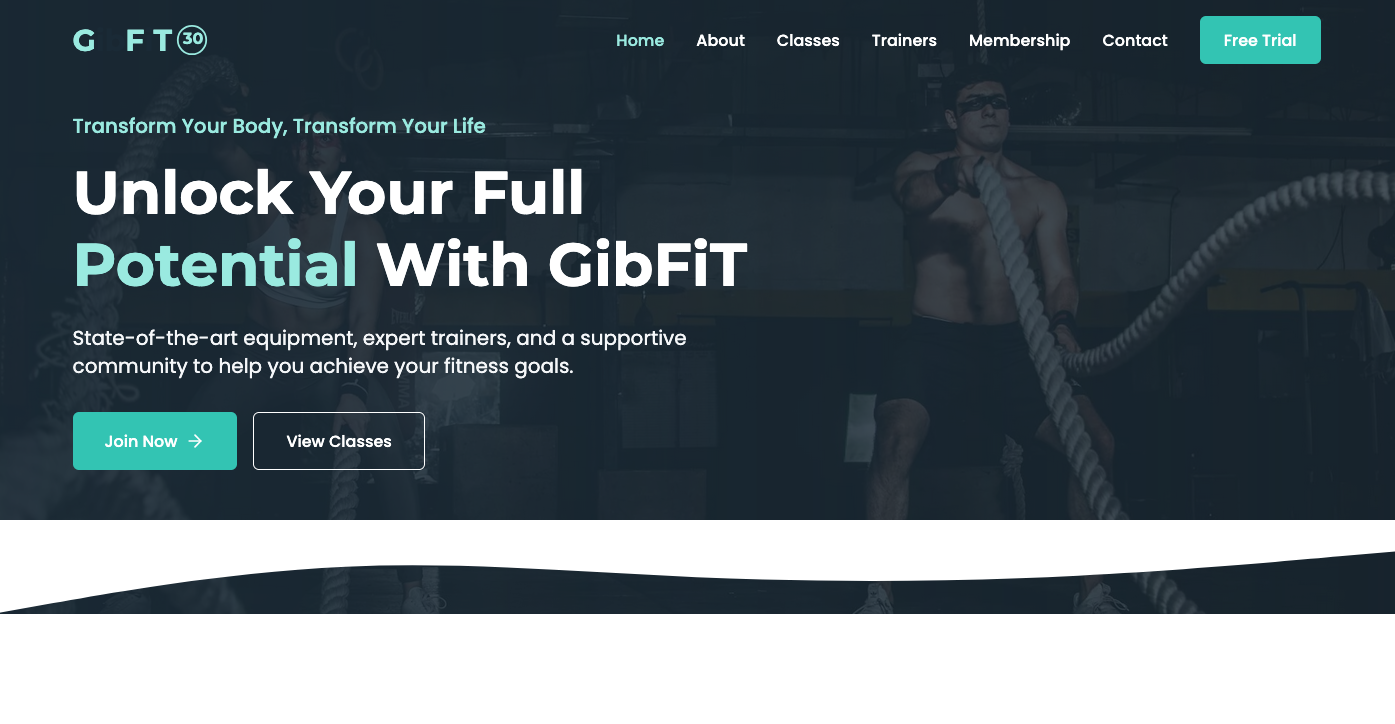 G FT 30
Home
About
Classes
Trainers
Membership
Contact
Free Trial
Transform Your Body, Transform Your Life
Unlock Your Full
Potential With GibFiT
State-of-the-art equipment, expert trainers, and a supportive
community to help you achieve your fitness goals.
Join Now →
View Classes